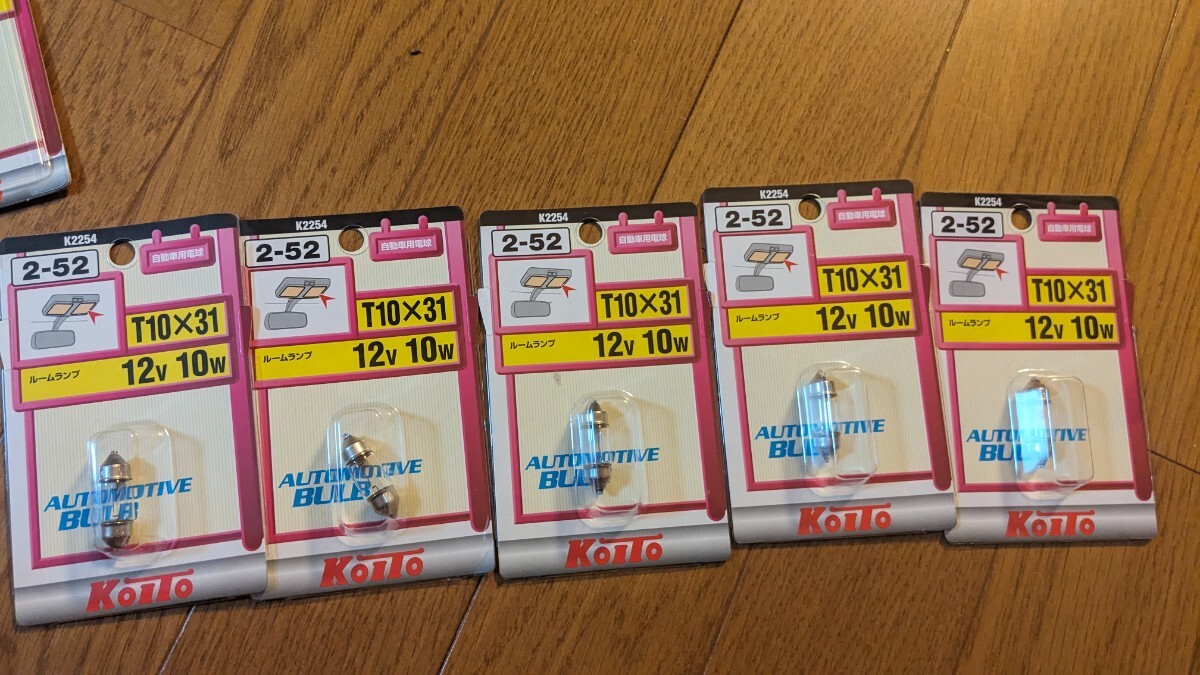 K2254
2-52
自動車用電球
T10×31
ルームランプ
12V 10W
AUTOMOTIVE
BULB
KOITO
K2254
2-52
自動車用電球
T10×31
ルームランプ
12V 10W
AUTOMOTIVE
BULB
KOITO
K2254
2-52
自動車用電球
T10×31
ルームランプ
12V 10W
AUTOMOTIVE
BULB
KOITO
K2254
2-52
自動車用電球
T10×31
ルームランプ
12V 10W
AUTOMOTIVE
BULB
KOITO
K2254
2-52
自動車用電球
T10×31
ルームランプ
12V 10W
AUTOMOTIVE
BULB
KOITO